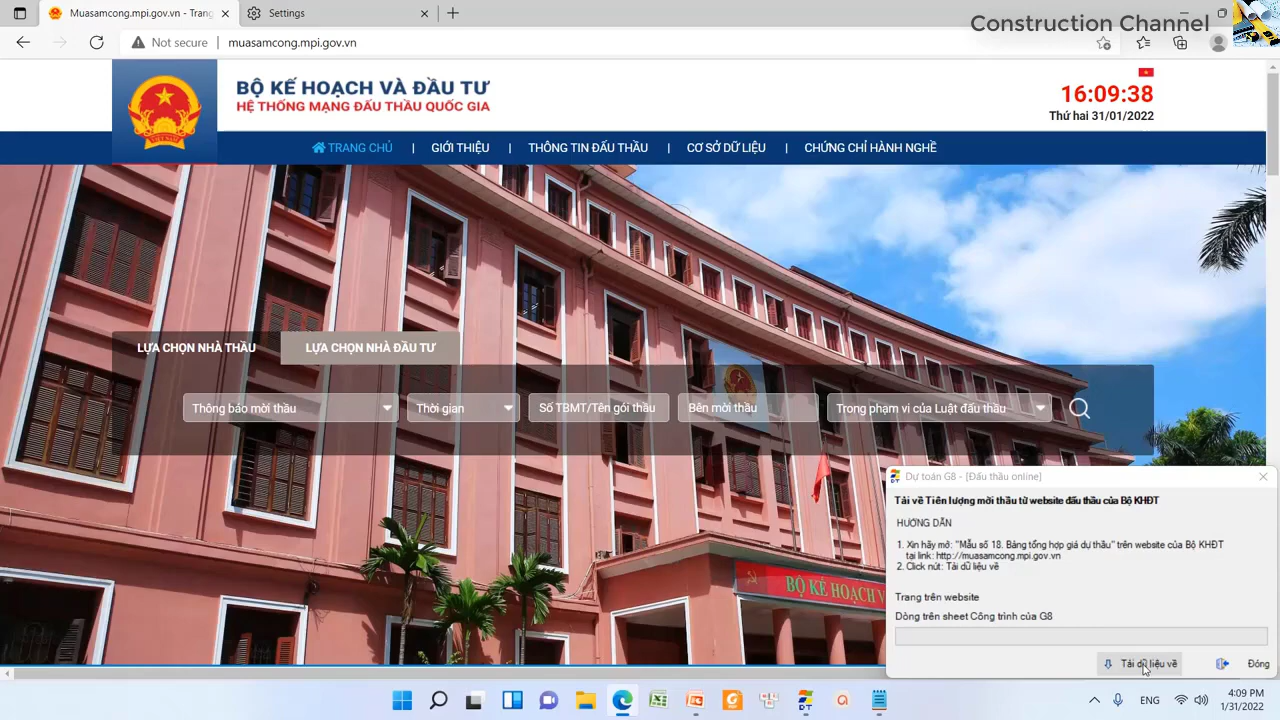 Muasamcong.mpi.gov.vn - Trang
Settings
Construction Channel
Not secure
muasamcong.mpi.gov.vn
BỘ KẾ HOẠCH VÀ ĐẦU TƯ
HỆ THỐNG MẠNG ĐẤU THẦU QUỐC GIA
16:09:38
Thứ hai 31/01/2022
TRANG CHỦ | GIỚI THIỆU | THÔNG TIN ĐẤU THẦU | CƠ SỞ DỮ LIỆU | CHỨNG CHỈ HÀNH NGHỀ
LỰA CHỌN NHÀ THẦU
LỰA CHỌN NHÀ ĐẦU TƯ
Thông báo mời thầu
Thời gian
Số TBMT/Tên gói thầu
Bên mời thầu
Trong phạm vi của Luật đấu thầu
BỘ KẾ HOẠCH V
Dự toán G8 - [Đấu thầu online]
Tải về Tiên lượng mời thầu từ website đấu thầu của Bộ KHĐT
HƯỚNG DẪN
1. Xin hãy mở: "Mẫu số 18. Bảng tổng hợp giá dự thầu" trên website của Bộ KHĐT
tại link: http://muasamcong.mpi.gov.vn
2. Click nút: Tải dữ liệu về
Trang trên website
Dòng trên sheet Công trình của G8
Tải dữ liệu về
Đóng
ENG
4:09 PM
1/31/2022